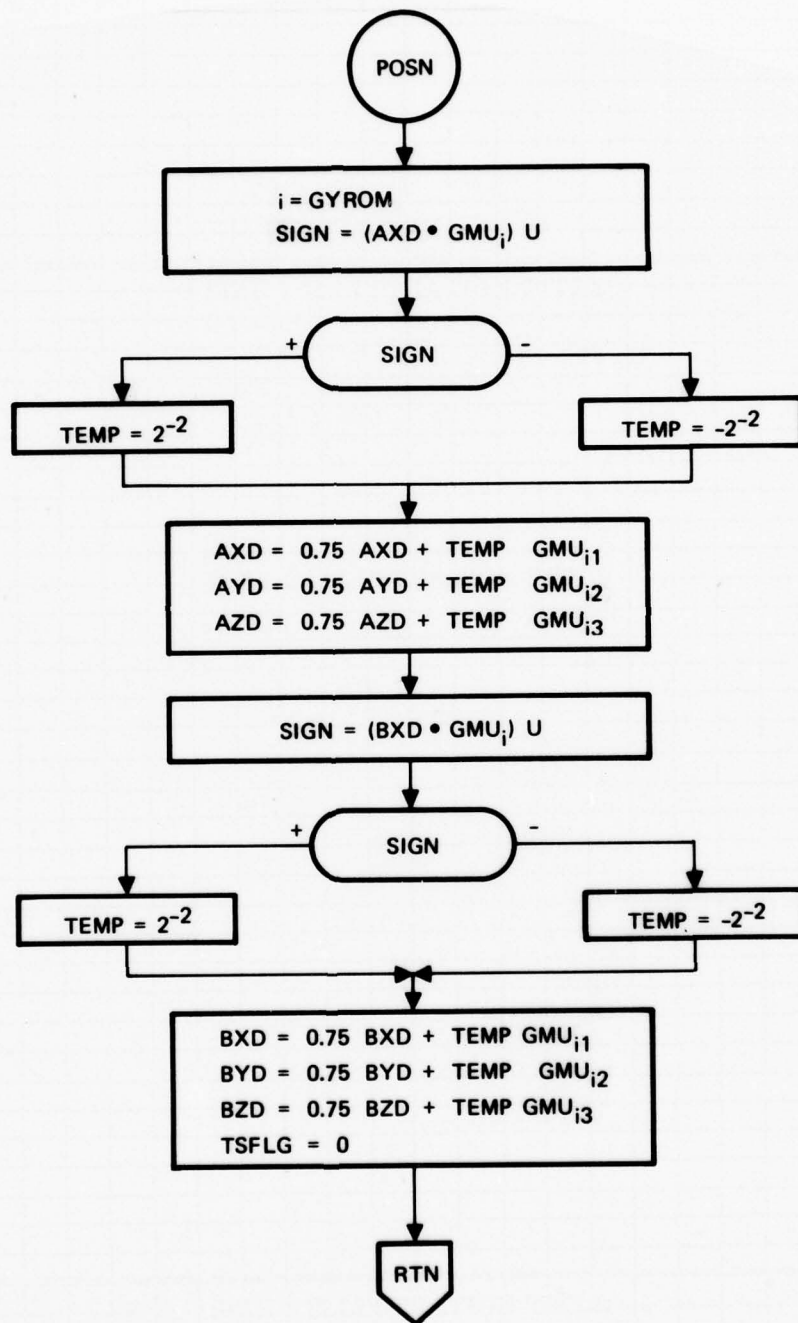 POSN
i = GYROM
SIGN = (AXD • GMUᵢ) U
+
SIGN
-
TEMP = 2⁻²
TEMP = -2⁻²
AXD = 0.75 AXD + TEMP GMUᵢ₁
AYD = 0.75 AYD + TEMP GMUᵢ₂
AZD = 0.75 AZD + TEMP GMUᵢ₃
SIGN = (BXD • GMUᵢ) U
+
SIGN
-
TEMP = 2⁻²
TEMP = -2⁻²
BXD = 0.75 BXD + TEMP GMUᵢ₁
BYD = 0.75 BYD + TEMP GMUᵢ₂
BZD = 0.75 BZD + TEMP GMUᵢ₃
TSFLG = 0
RTN